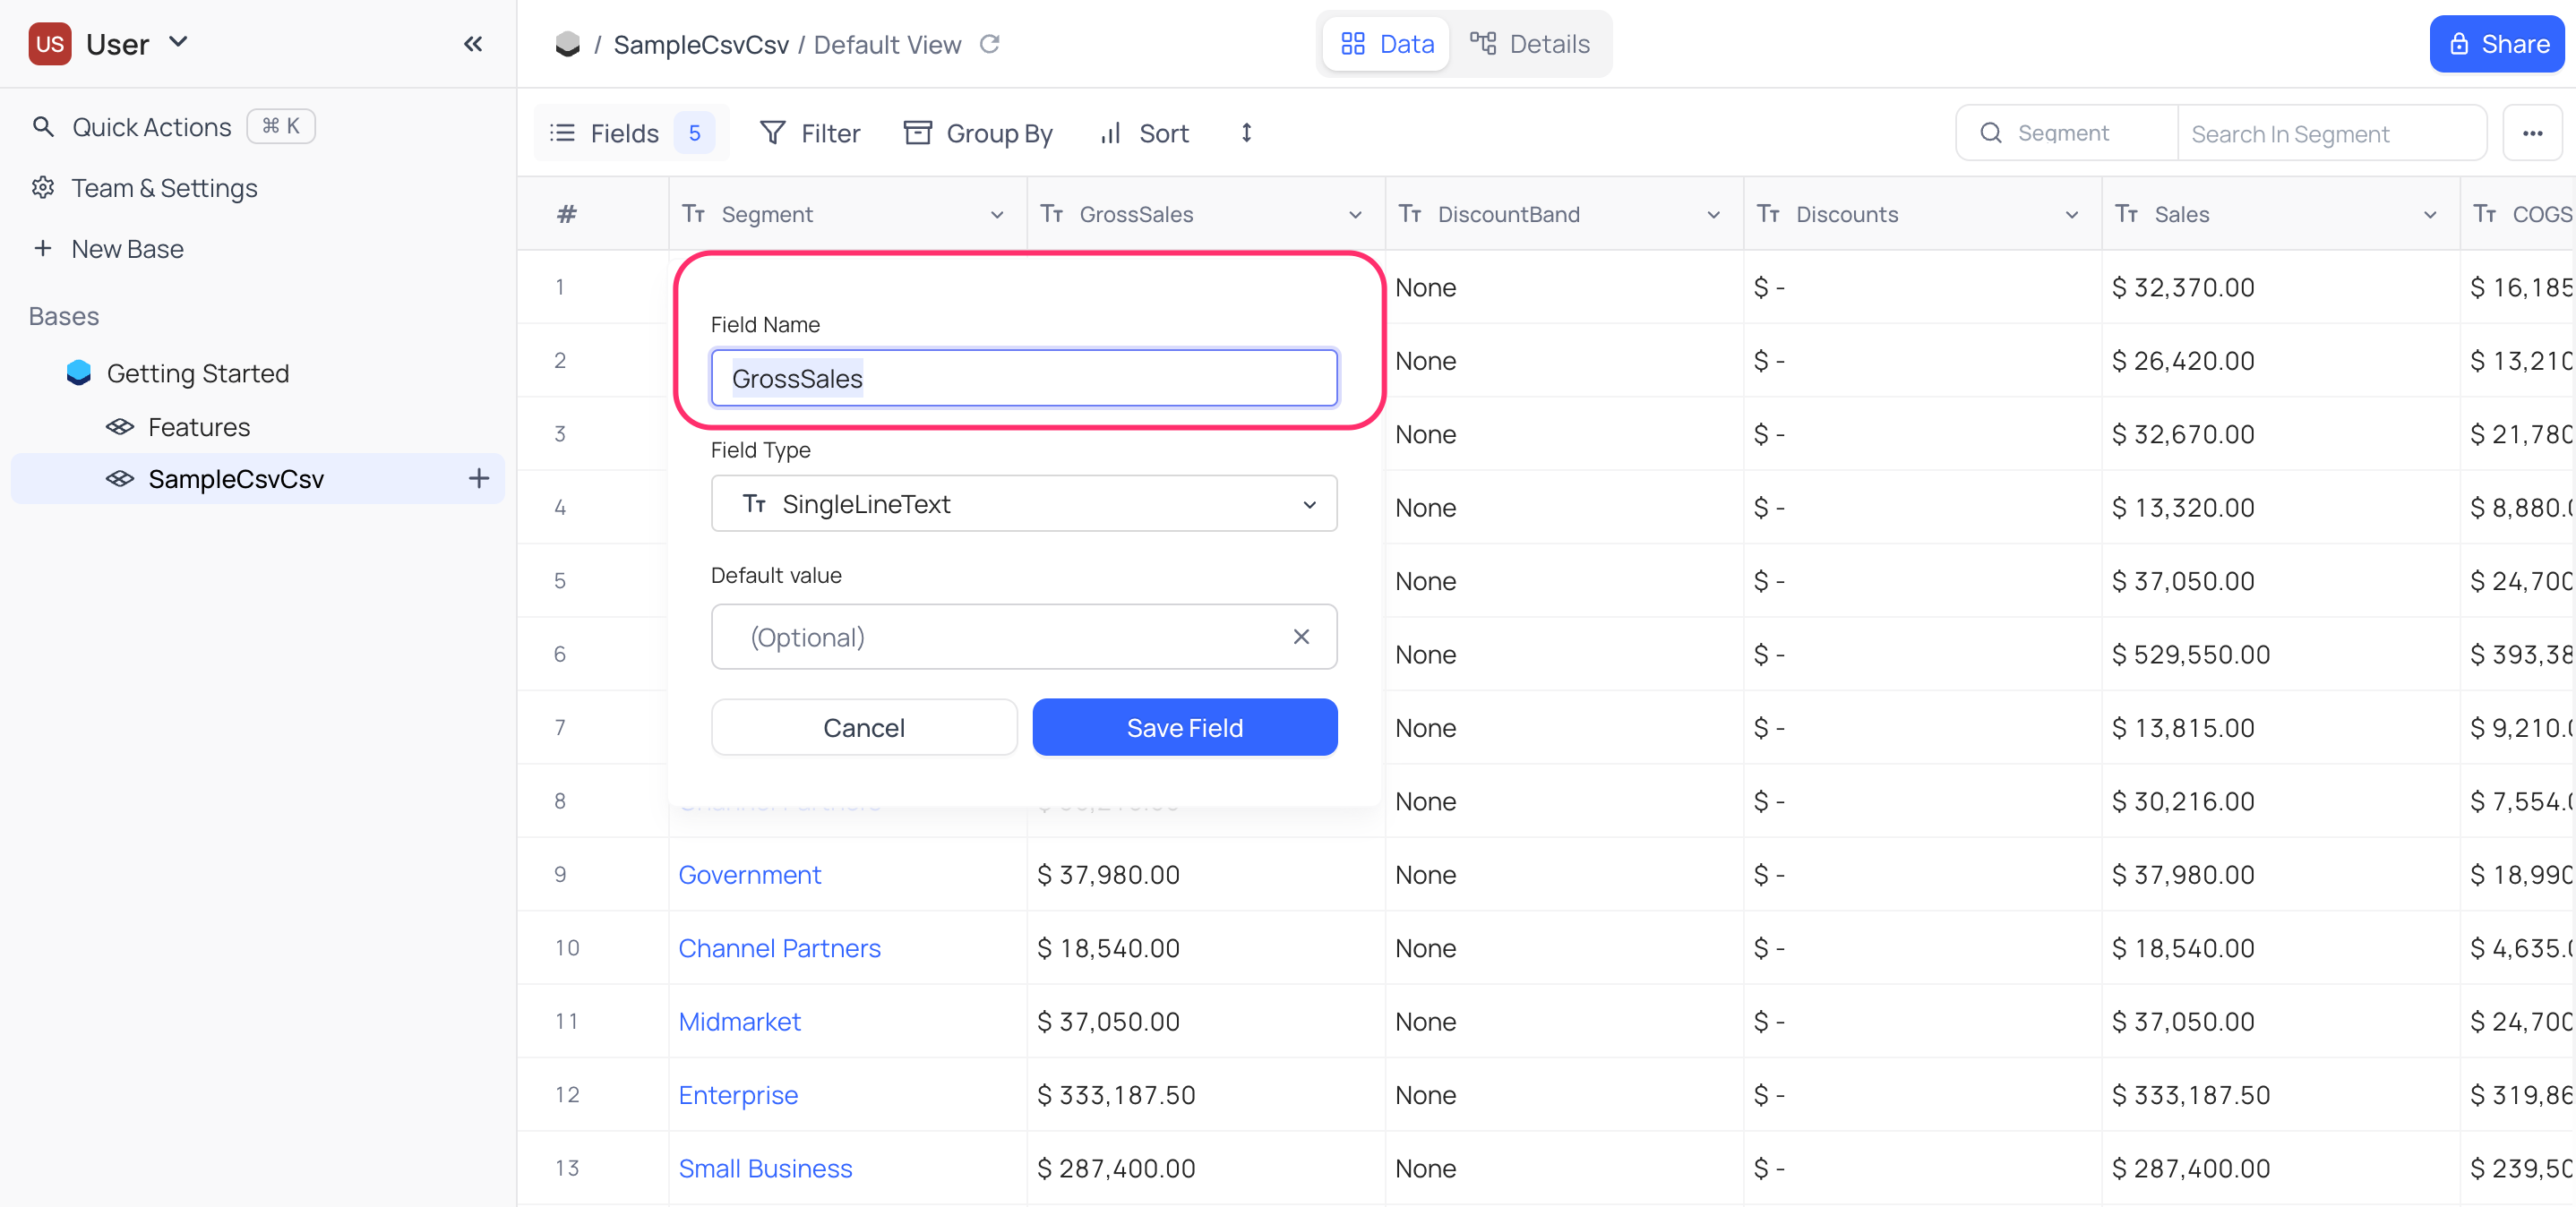 US User
/ SampleCsvCsv / Default View
Data
Details
Share
Quick Actions ⌘ K
Team & Settings
+ New Base
Bases
Getting Started
Features
SampleCsvCsv +
Fields 5
Filter
Group By
Sort
Segment
Search In Segment
...
# Tт Segment Tт GrossSales Tт DiscountBand Tт Discounts Tт Sales Tт COGS
Field Name
GrossSales
Field Type
Tт SingleLineText
Default value
(Optional)
Cancel
Save Field
1 None $ - $ 32,370.00 $ 16,185
2 None $ - $ 26,420.00 $ 13,210
3 None $ - $ 32,670.00 $ 21,780
4 None $ - $ 13,320.00 $ 8,880.
5 None $ - $ 37,050.00 $ 24,700
6 None $ - $ 529,550.00 $ 393,38
7 None $ - $ 13,815.00 $ 9,210.
8 None $ - $ 30,216.00 $ 7,554.
9 Government $ 37,980.00 None $ - $ 37,980.00 $ 18,990
10 Channel Partners $ 18,540.00 None $ - $ 18,540.00 $ 4,635.
11 Midmarket $ 37,050.00 None $ - $ 37,050.00 $ 24,700
12 Enterprise $ 333,187.50 None $ - $ 333,187.50 $ 319,86
13 Small Business $ 287,400.00 None $ - $ 287,400.00 $ 239,50